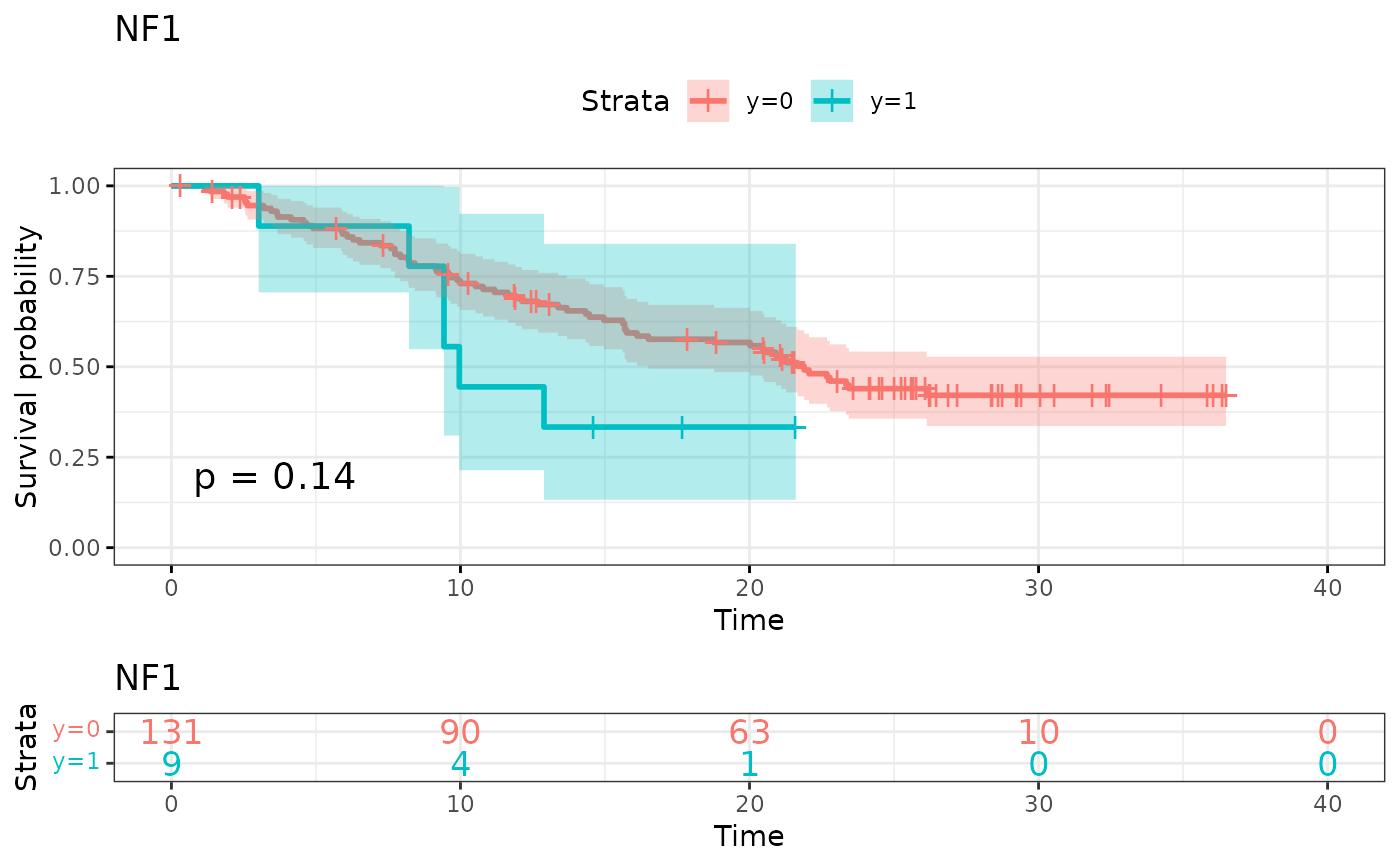 NF1
Strata y=0 y=1
Survival probability
1.00
0.75
0.50
0.25
0.00
p = 0.14
0 10 20 30 40
Time
NF1
Strata
y=0 131 90 63 10 0
y=1 9 4 1 0 0
0 10 20 30 40
Time